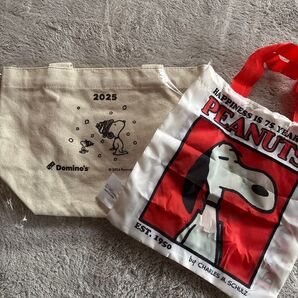 2025
Domino's
HAPPINESS IS 75 YEARS
PEANUTS
EST. 1950
by CHARLES M. SCHULZ